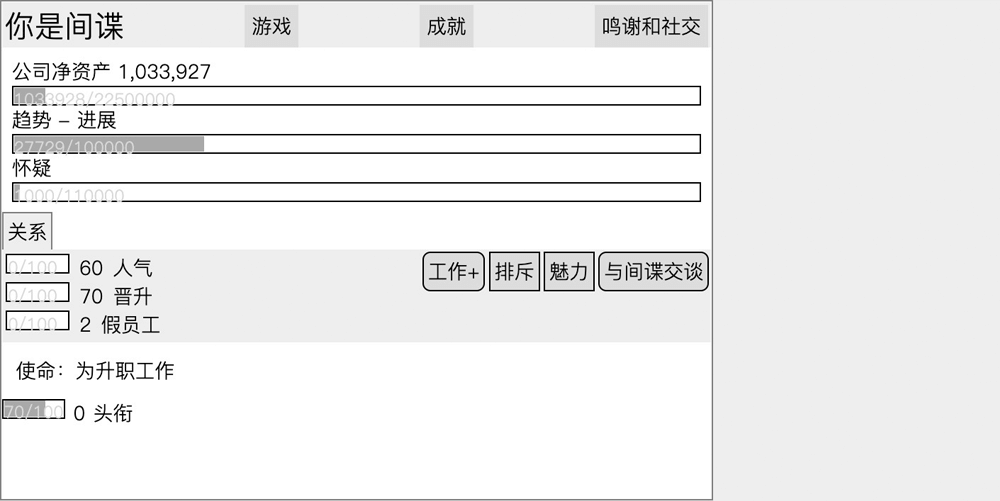 你是间谍 游戏 成就 鸣谢和社交
公司净资产 1,033,927
1033928/22500000
趋势 – 进展
27729/100000
怀疑
1000/110000
关系
0/100 60 人气 工作+ 排斥 魅力 与间谍交谈
0/100 70 晋升
0/100 2 假员工
使命：为升职工作
70/100 0 头衔